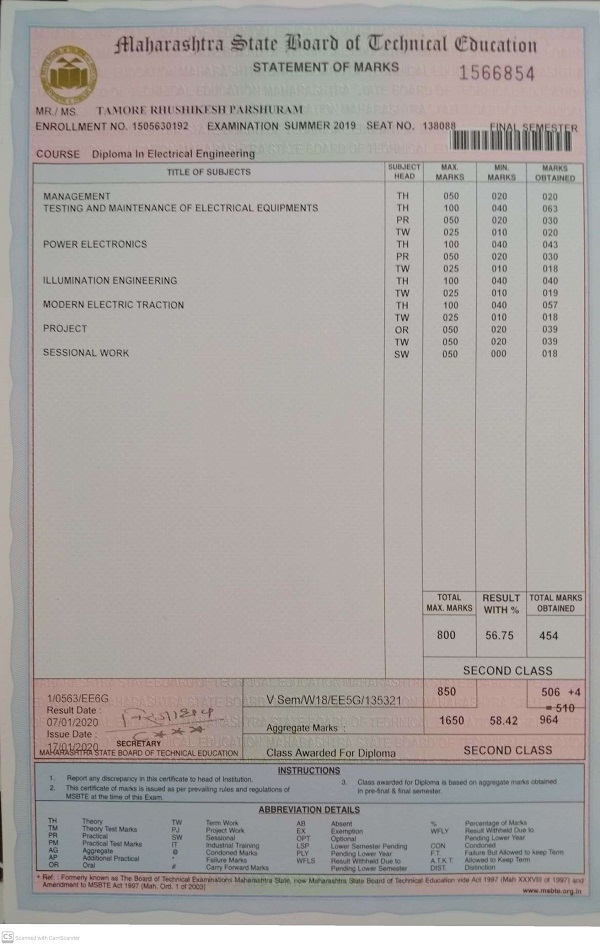 Maharashtra State Board of Technical Education
STATEMENT OF MARKS
1566854
MR./ MS. TAMORE RHUSHIKESH PARSHURAM
ENROLLMENT NO. 1505630192 EXAMINATION SUMMER 2019 SEAT NO. 138088 FINAL SEMESTER
COURSE Diploma In Electrical Engineering
TITLE OF SUBJECTS SUBJECT HEAD MAX. MARKS MIN. MARKS MARKS OBTAINED
MANAGEMENT TH 050 020 020
TESTING AND MAINTENANCE OF ELECTRICAL EQUIPMENTS TH 100 040 063
PR 050 020 030
TW 025 010 020
POWER ELECTRONICS TH 100 040 043
PR 050 020 030
TW 025 010 018
ILLUMINATION ENGINEERING TH 100 040 040
TW 025 010 019
MODERN ELECTRIC TRACTION TH 100 040 057
TW 025 010 018
PROJECT OR 050 020 039
TW 050 020 039
SESSIONAL WORK SW 050 000 018
TOTAL MAX. MARKS RESULT WITH % TOTAL MARKS OBTAINED
800 56.75 454
SECOND CLASS
1/0563/EE6G
Result Date :
07/01/2020
Issue Date :
17/01/2020
SECRETARY
MAHARASHTRA STATE BOARD OF TECHNICAL EDUCATION
V Sem/W18/EE5G/135321 850 506 +4
= 510
Aggregate Marks : 1650 58.42 964
Class Awarded For Diploma SECOND CLASS
INSTRUCTIONS
1. Report any discrepancy in this certificate to head of Institution.
2. This certificate of marks is issued as per prevailing rules and regulations of
MSBTE at the time of this Exam.
3. Class awarded for Diploma is based on aggregate marks obtained
in pre-final & final semester.
ABBREVIATION DETAILS
TH Theory TW Term Work AB Absent % Percentage of Marks
TM Theory Test Marks PJ Project Work EX Exemption WFLY Result Withheld Due to
PR Practical SW Sessional OPT Optional Pending Lower Year
PM Practical Test Marks IT Industrial Training LSP Lower Semester Pending CON Condoned
AG Aggregate @ Condoned Marks PLY Pending Lower Year F.T. Failure But Allowed to keep Term
AP Additional Practical * Failure Marks WFLS Result Withheld Due to A.T.K.T. Allowed to Keep Term
OR Oral # Carry Forward Marks Pending Lower Semester DIST. Distinction
* Ref. : Formerly known as The Board of Technical Examinations Maharashtra State, now Maharashtra State Board of Technical Education vide Act 1997 (Mah XXXVIII of 1997) and
Amendment to MSBTE Act 1997 (Mah. Ord. 1 of 2003)
www.msbte.org.in
CS Scanned with CamScanner